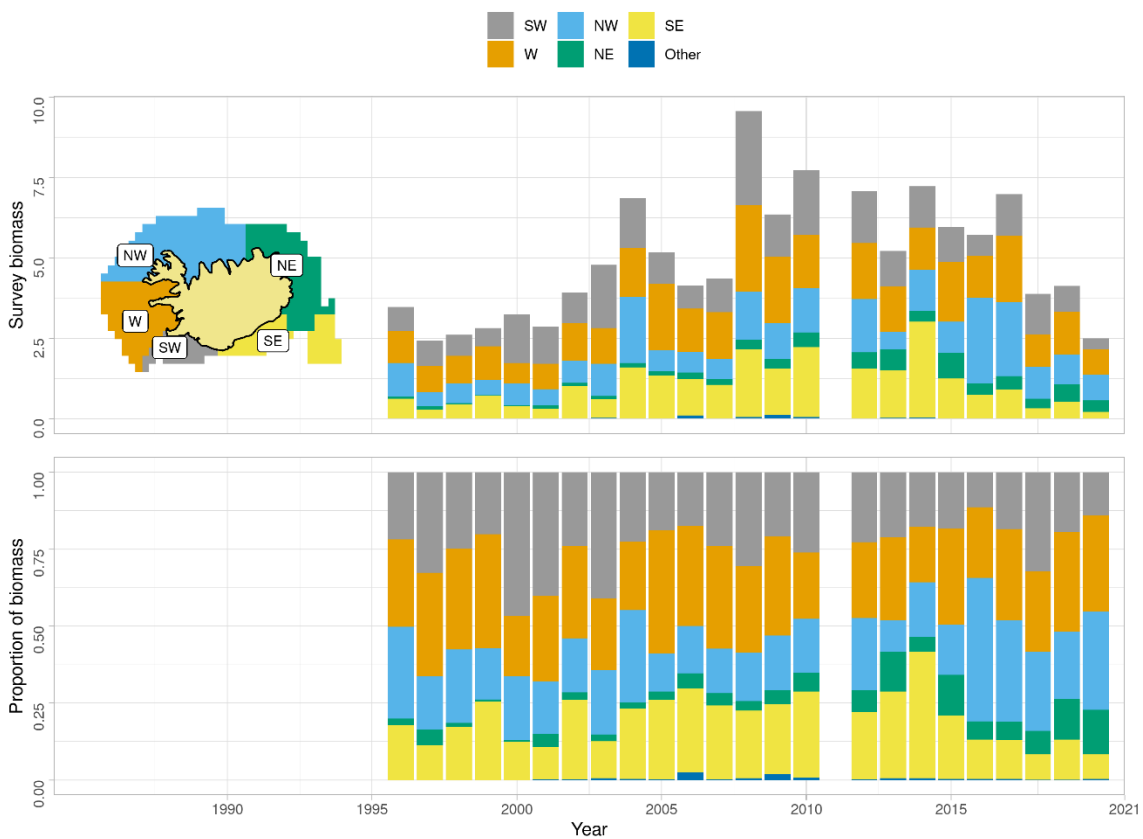 SW NW SE
W NE Other
Survey biomass
10.0
7.5
5.0
2.5
0.0
NW
NE
W
SW
SE
Proportion of biomass
1.00
0.75
0.50
0.25
0.00
1990 1995 2000 2005 2010 2015 2021
Year